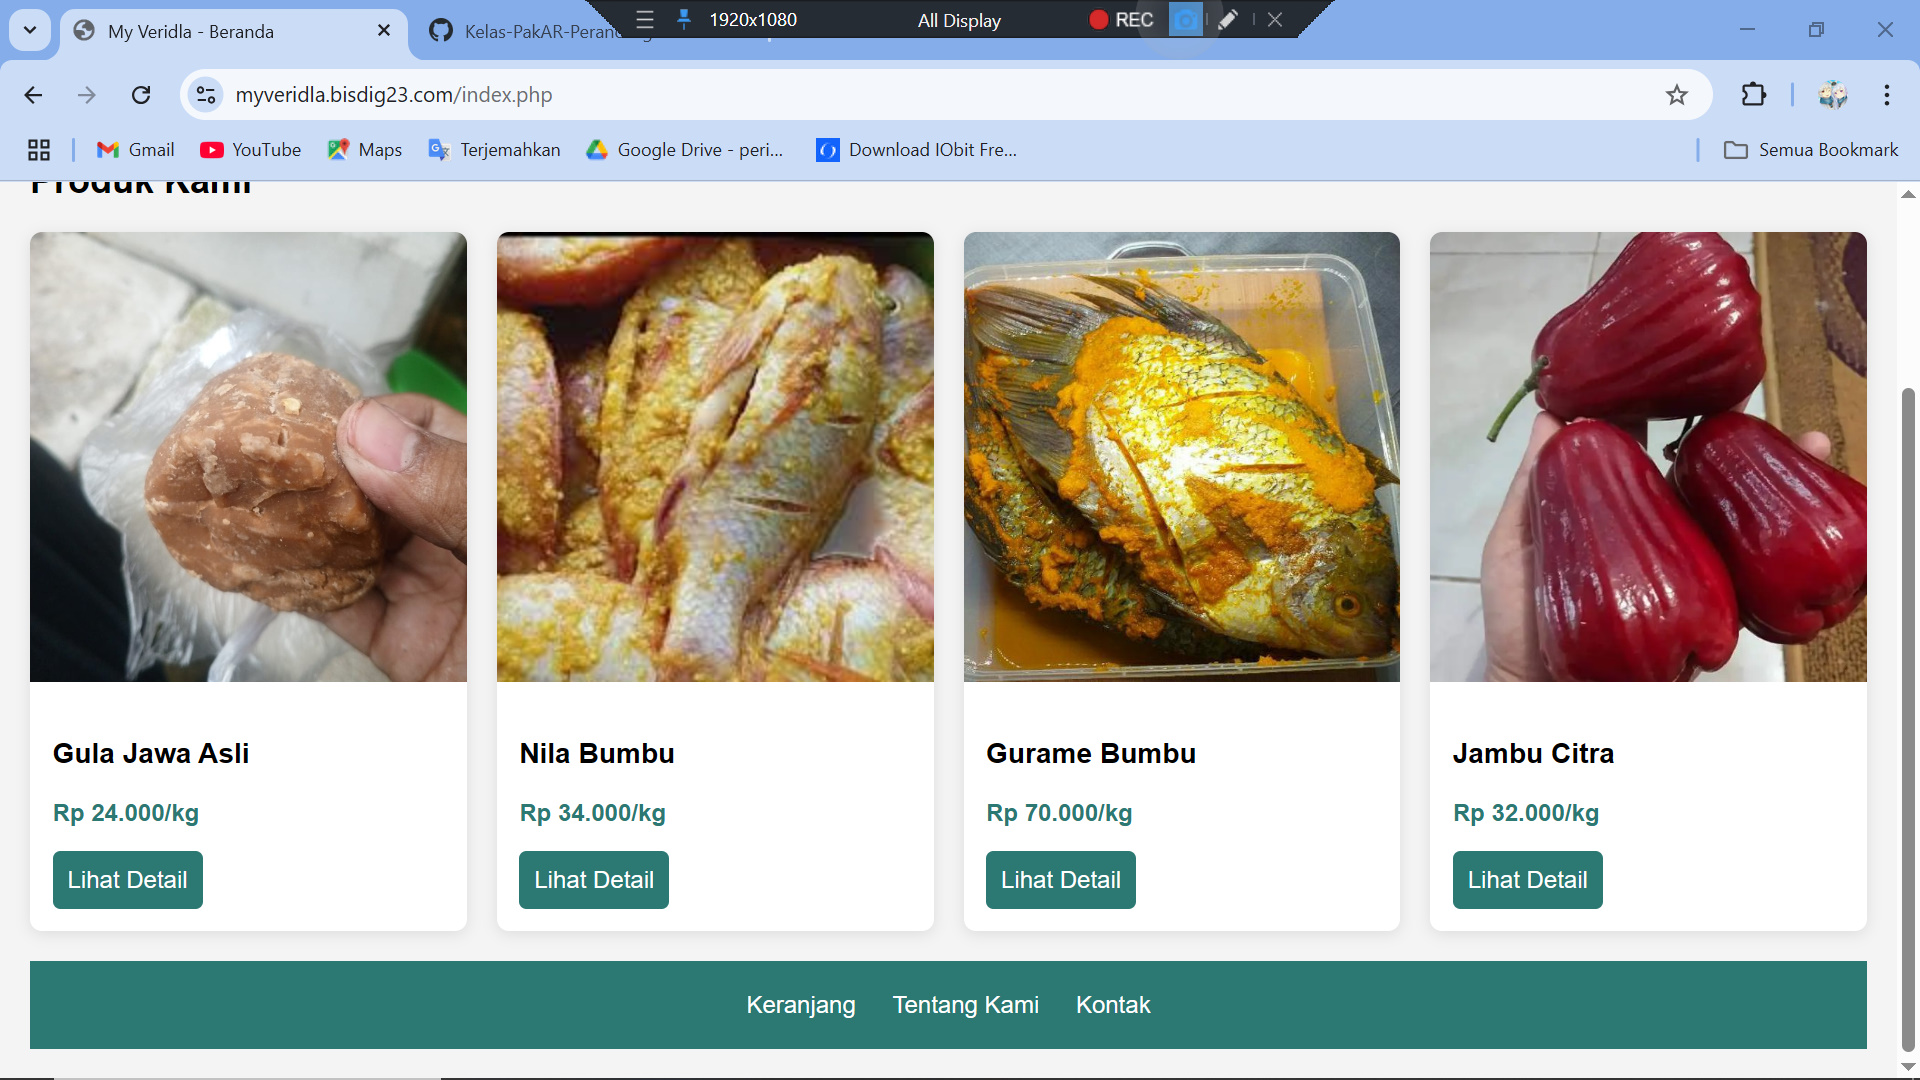 1920x1080 All Display REC
My Veridla - Beranda
Kelas-PakAR-Peran
myveridla.bisdig23.com/index.php
Gmail YouTube Maps Terjemahkan Google Drive - peri... Download IObit Fre... Semua Bookmark
Produk Kami
Gula Jawa Asli
Rp 24.000/kg
Lihat Detail
Nila Bumbu
Rp 34.000/kg
Lihat Detail
Gurame Bumbu
Rp 70.000/kg
Lihat Detail
Jambu Citra
Rp 32.000/kg
Lihat Detail
Keranjang Tentang Kami Kontak